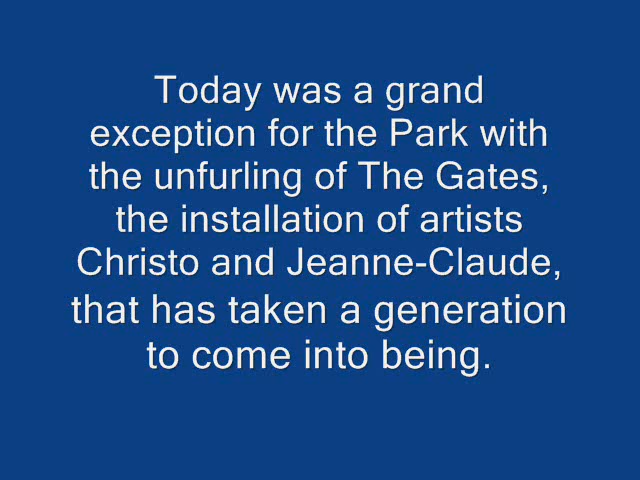 Today was a grand
exception for the Park with
the unfurling of The Gates,
the installation of artists
Christo and Jeanne-Claude,
that has taken a generation
to come into being.